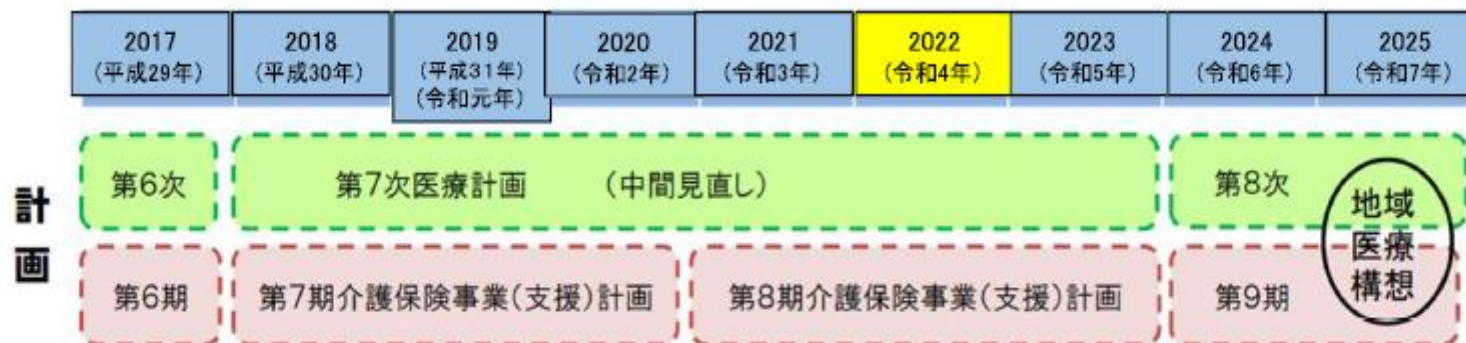 2017
(平成29年)
2018
(平成30年)
2019
(平成31年)
(令和元年)
2020
(令和2年)
2021
(令和3年)
2022
(令和4年)
2023
(令和5年)
2024
(令和6年)
2025
(令和7年)
計
画
第6次
第7次医療計画 (中間見直し)
第8次
第6期
第7期介護保険事業(支援)計画
第8期介護保険事業(支援)計画
第9期
地域
医療
構想